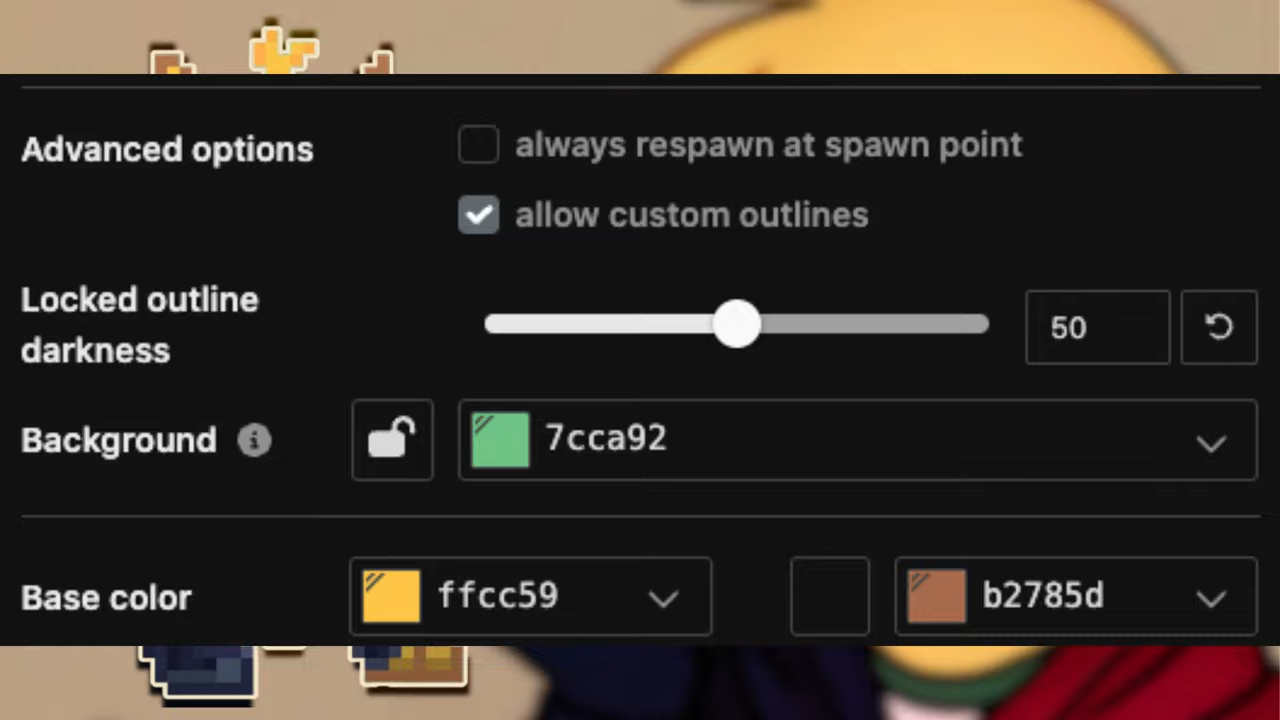 Advanced options
always respawn at spawn point
allow custom outlines
Locked outline
darkness
50
Background
7cca92
Base color
ffcc59
b2785d